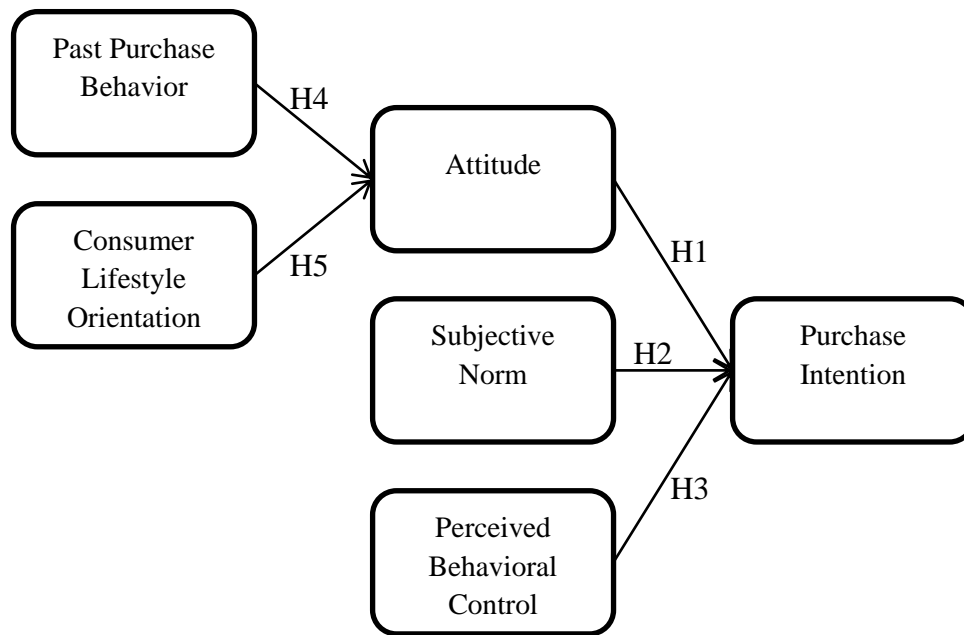 Past Purchase
Behavior
H4
Attitude
Consumer
Lifestyle
Orientation
H5
H1
Subjective
Norm
H2
Purchase
Intention
H3
Perceived
Behavioral
Control